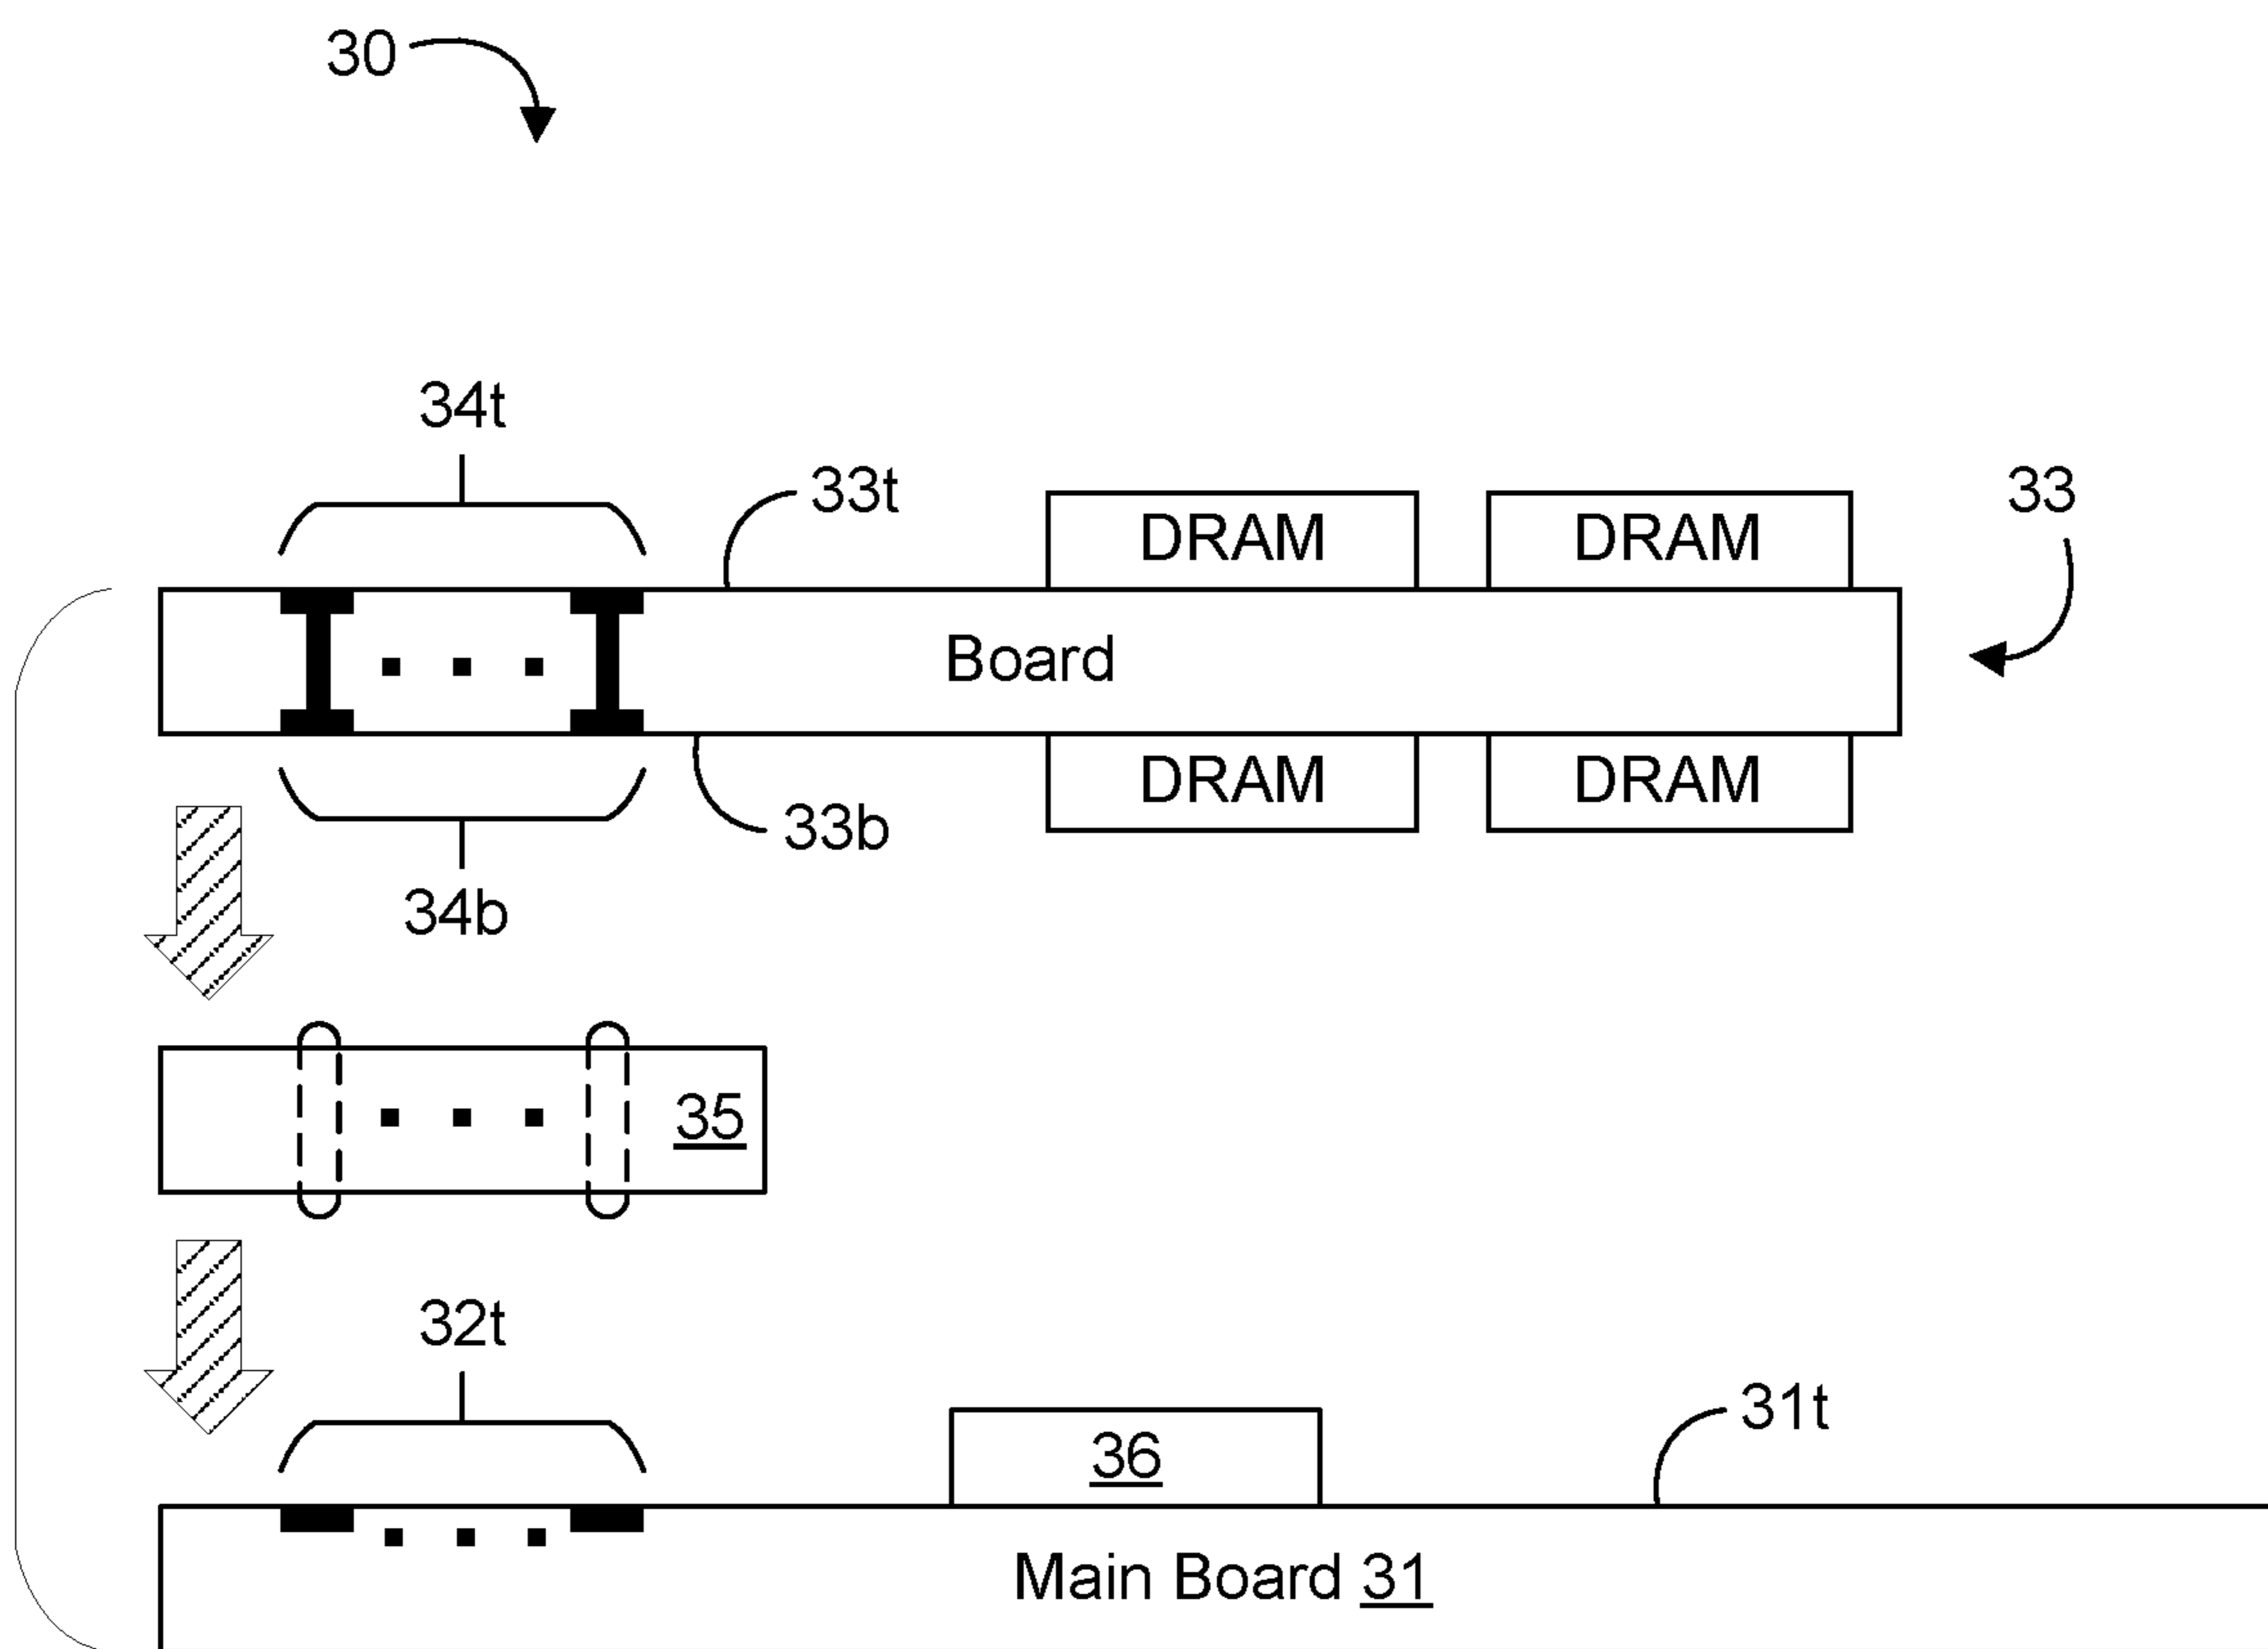 30
34t
33t
DRAM DRAM
33
Board
DRAM DRAM
33b
34b
35
32t
31t
36
Main Board 31